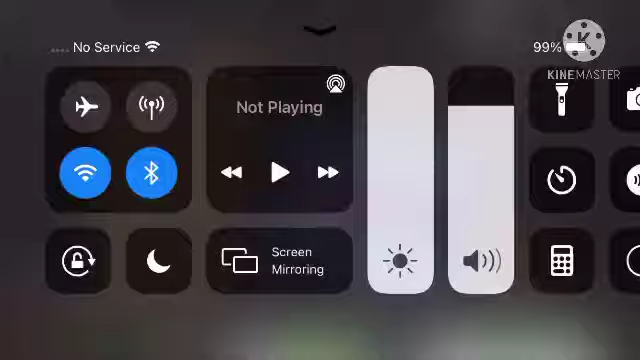 No Service
99%
KINEMASTER
Not Playing
Screen
Mirroring